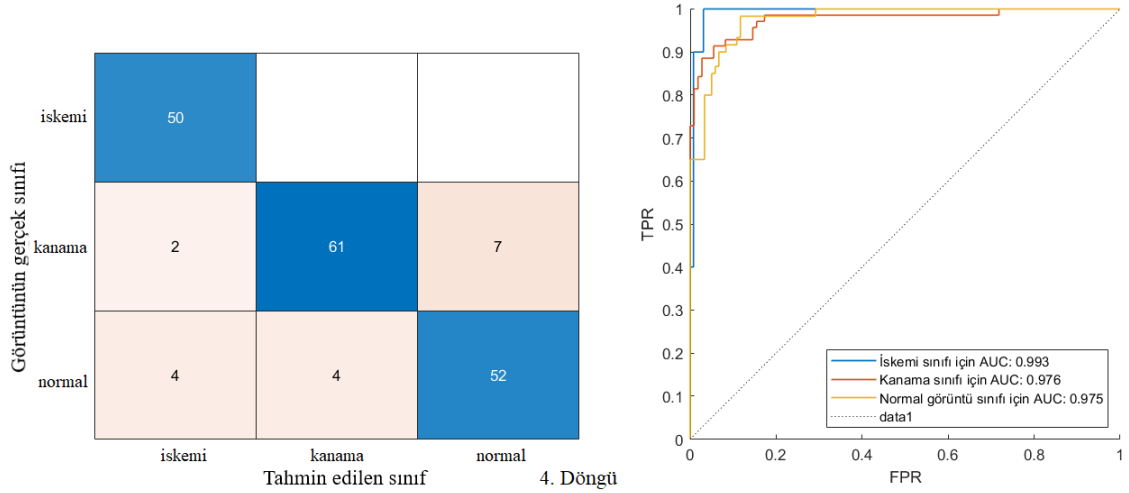 Görüntünün gerçek sınıfı
iskemi
50
kanama
2
61
7
normal
4
4
52
iskemi
kanama
normal
Tahmin edilen sınıf
4. Döngü
TPR
1
0.9
0.8
0.7
0.6
0.5
0.4
0.3
0.2
0.1
0
0
0.2
0.4
0.6
0.8
1
FPR
İskemi sınıfı için AUC: 0.993
Kanama sınıfı için AUC: 0.976
Normal görüntü sınıfı için AUC: 0.975
data1